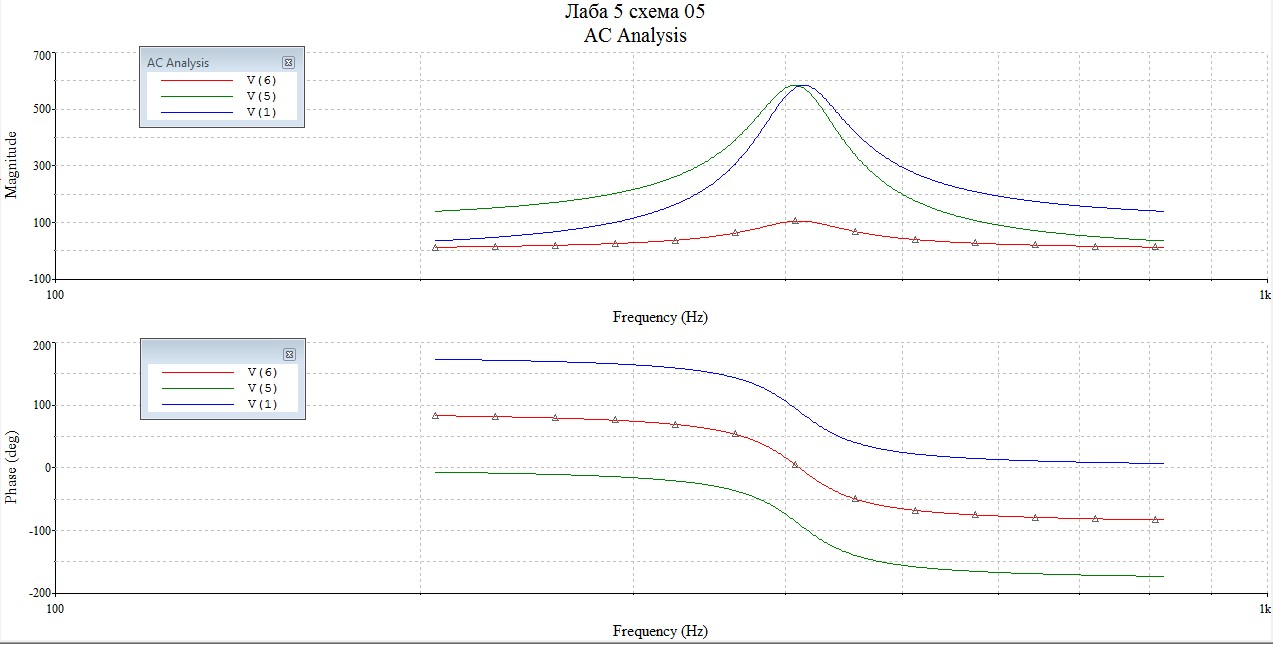 Лаба 5 схема 05
AC Analysis
AC Analysis
V(6)
V(5)
V(1)
700
500
300
100
-100
Magnitude
100
1k
Frequency (Hz)
V(6)
V(5)
V(1)
200
100
0
-100
-200
Phase (deg)
100
1k
Frequency (Hz)